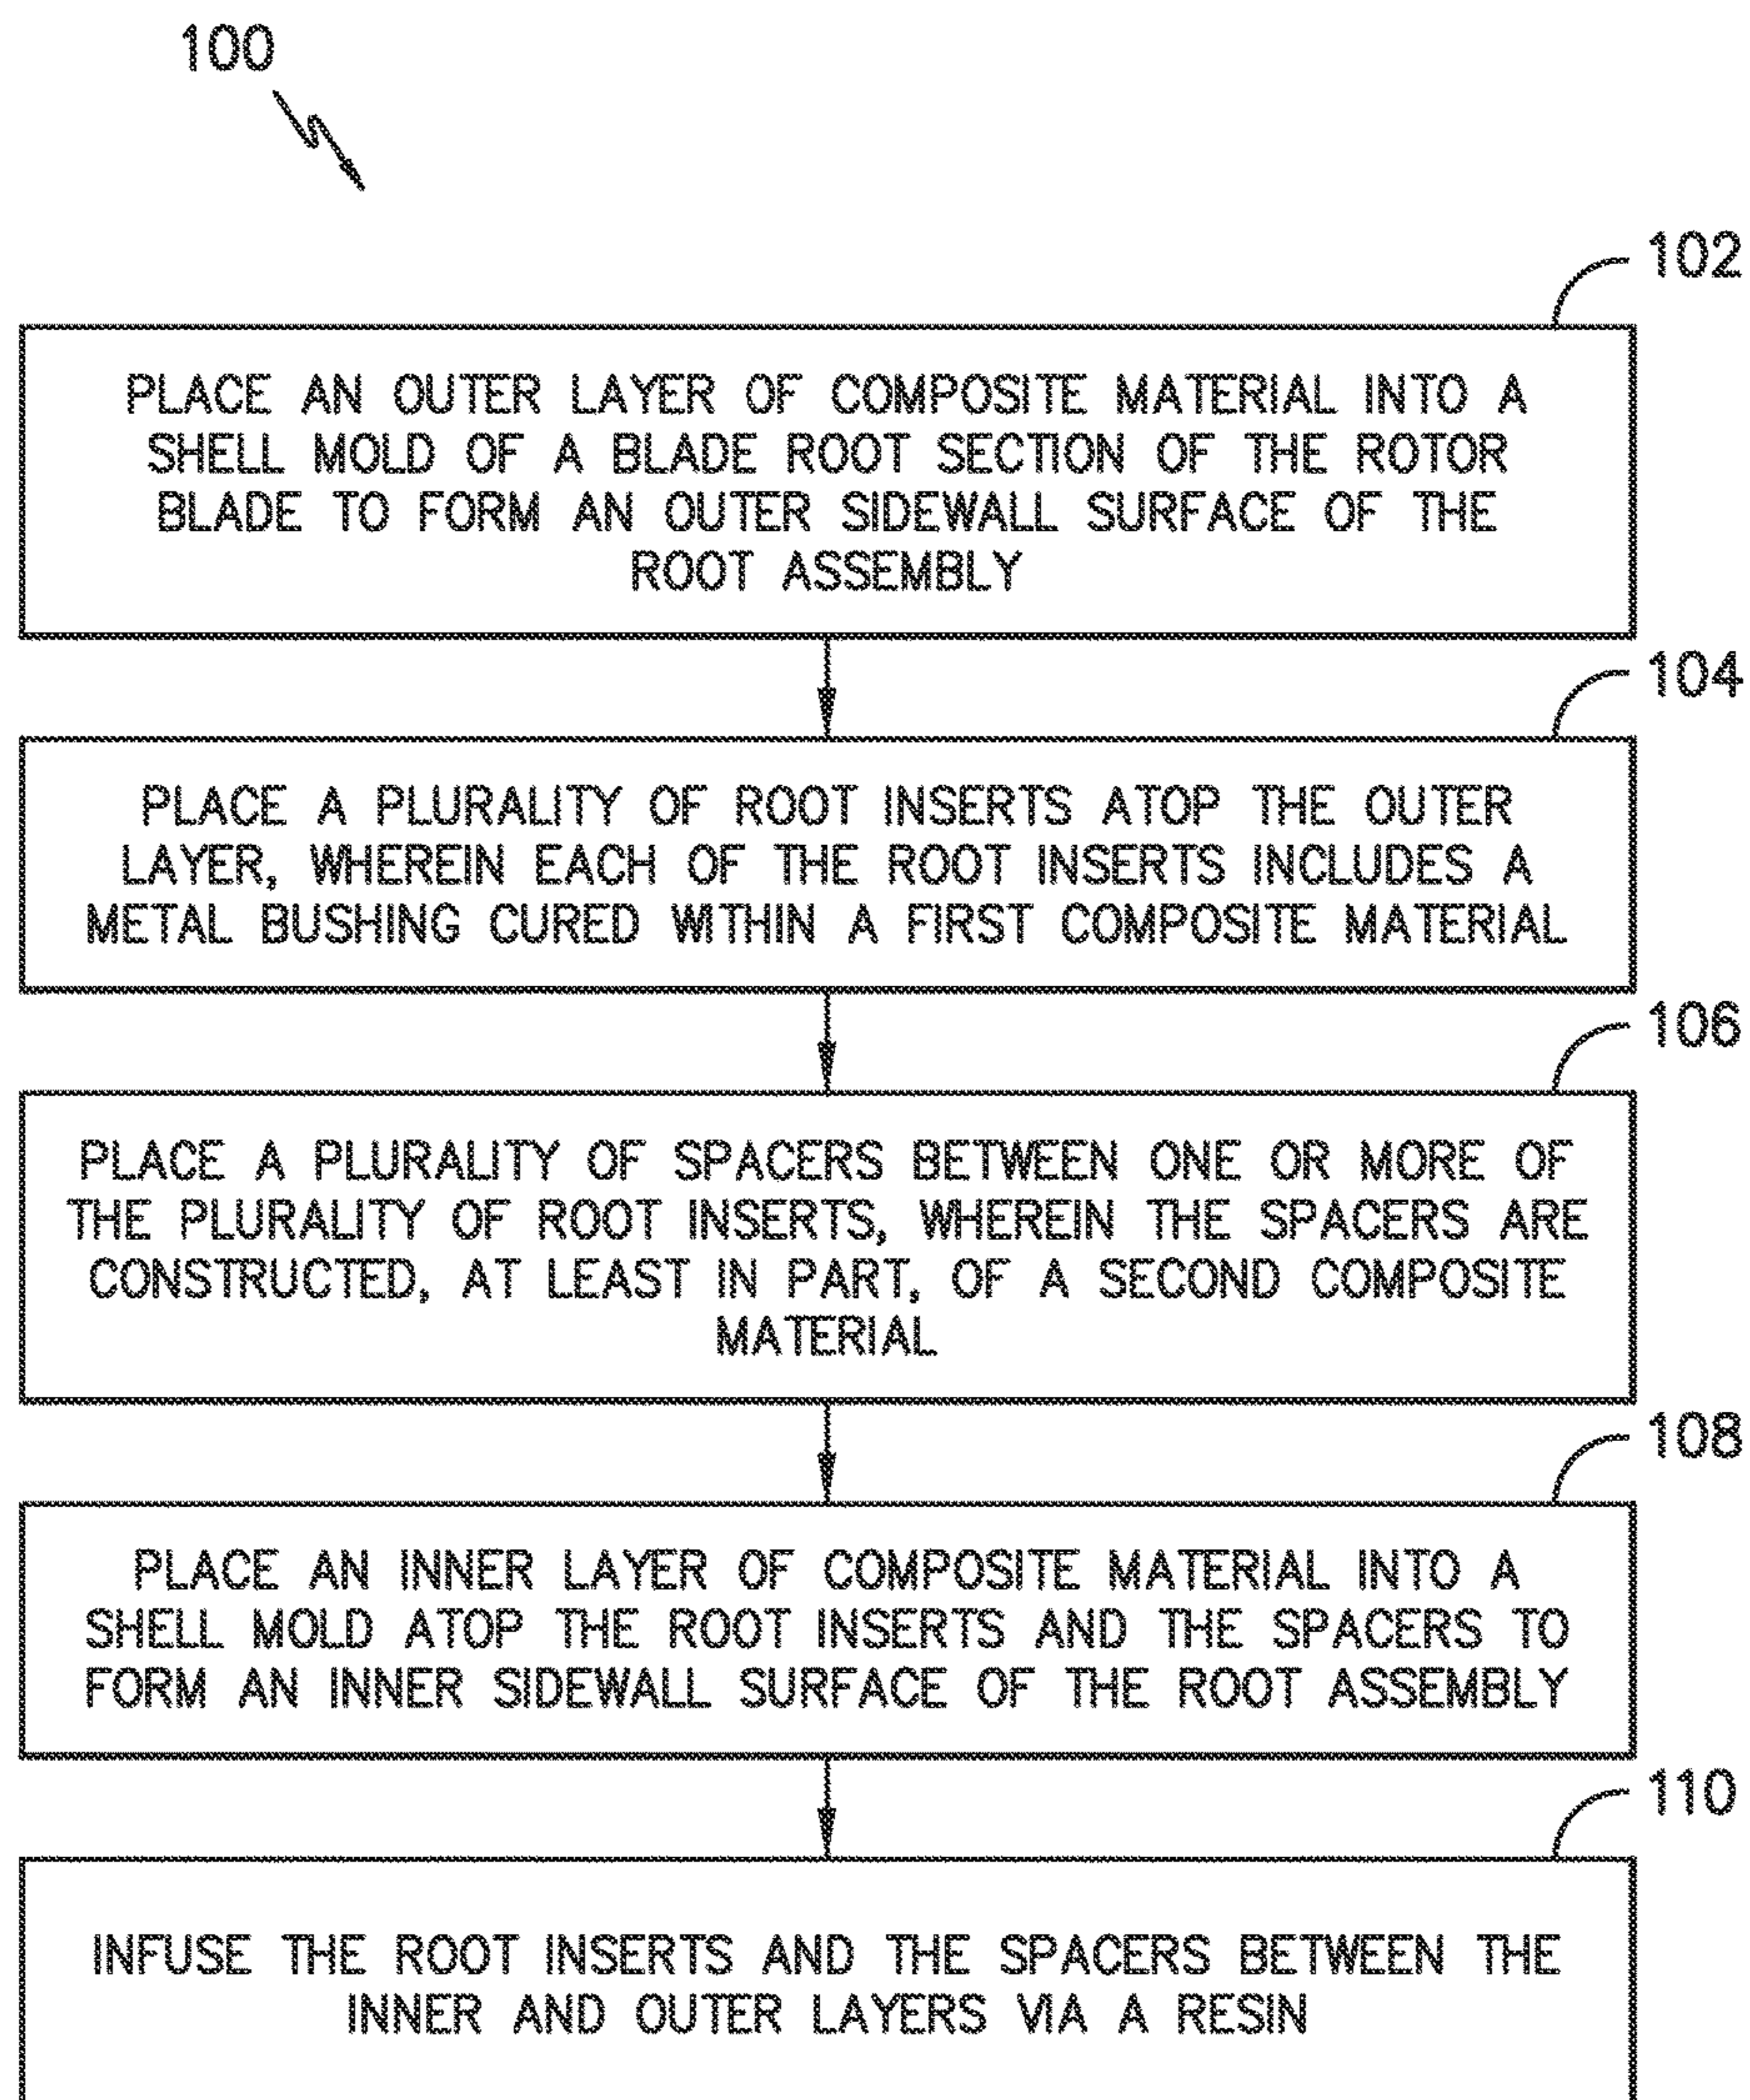 100
102
PLACE AN OUTER LAYER OF COMPOSITE MATERIAL INTO A
SHELL MOLD OF A BLADE ROOT SECTION OF THE ROTOR
BLADE TO FORM AN OUTER SIDEWALL SURFACE OF THE
ROOT ASSEMBLY
104
PLACE A PLURALITY OF ROOT INSERTS ATOP THE OUTER
LAYER, WHEREIN EACH OF THE ROOT INSERTS INCLUDES A
METAL BUSHING CURED WITHIN A FIRST COMPOSITE MATERIAL
106
PLACE A PLURALITY OF SPACERS BETWEEN ONE OR MORE OF
THE PLURALITY OF ROOT INSERTS, WHEREIN THE SPACERS ARE
CONSTRUCTED, AT LEAST IN PART, OF A SECOND COMPOSITE
MATERIAL
108
PLACE AN INNER LAYER OF COMPOSITE MATERIAL INTO A
SHELL MOLD ATOP THE ROOT INSERTS AND THE SPACERS TO
FORM AN INNER SIDEWALL SURFACE OF THE ROOT ASSEMBLY
110
INFUSE THE ROOT INSERTS AND THE SPACERS BETWEEN THE
INNER AND OUTER LAYERS VIA A RESIN